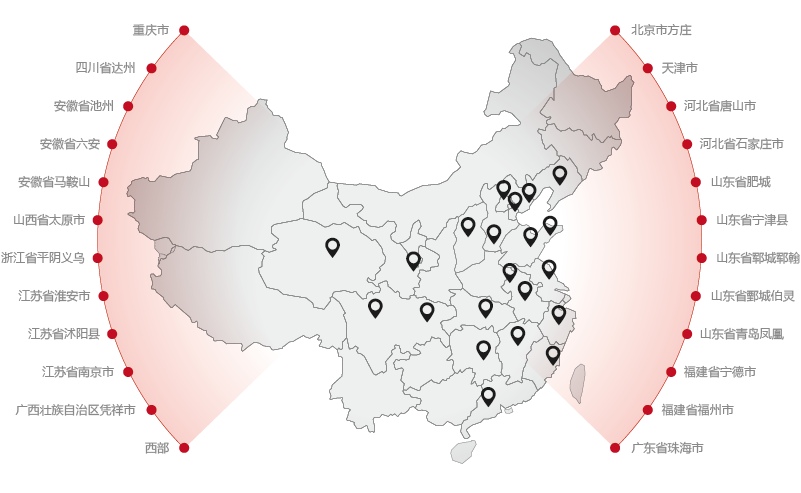 重庆市
四川省达州
安徽省池州
安徽省六安
安徽省马鞍山
山西省太原市
浙江省平阴义乌
江苏省淮安市
江苏省沭阳县
江苏省南京市
广西壮族自治区凭祥市
西部
北京市方庄
天津市
河北省唐山市
河北省石家庄市
山东省肥城
山东省宁津县
山东省郓城郓翰
山东省鄄城伯灵
山东省青岛凤凰
福建省宁德市
福建省福州市
广东省珠海市